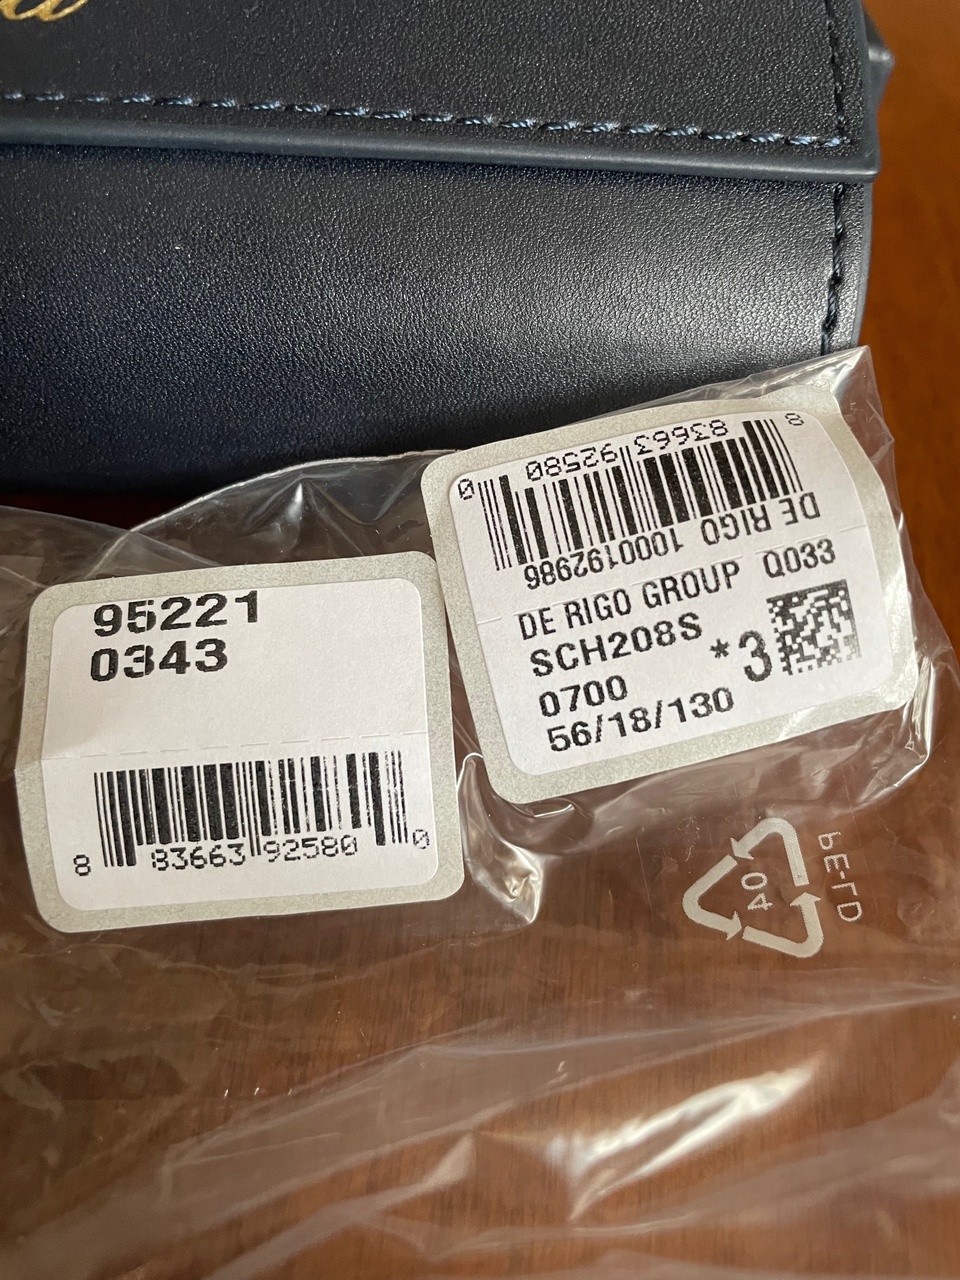 95221
0343
8 83663 92580 0
8 83663 92580 0
DE RIGO 1000192986
DE RIGO GROUP Q033
SCH208S
*3
0700
56/18/130
04
PE-LD